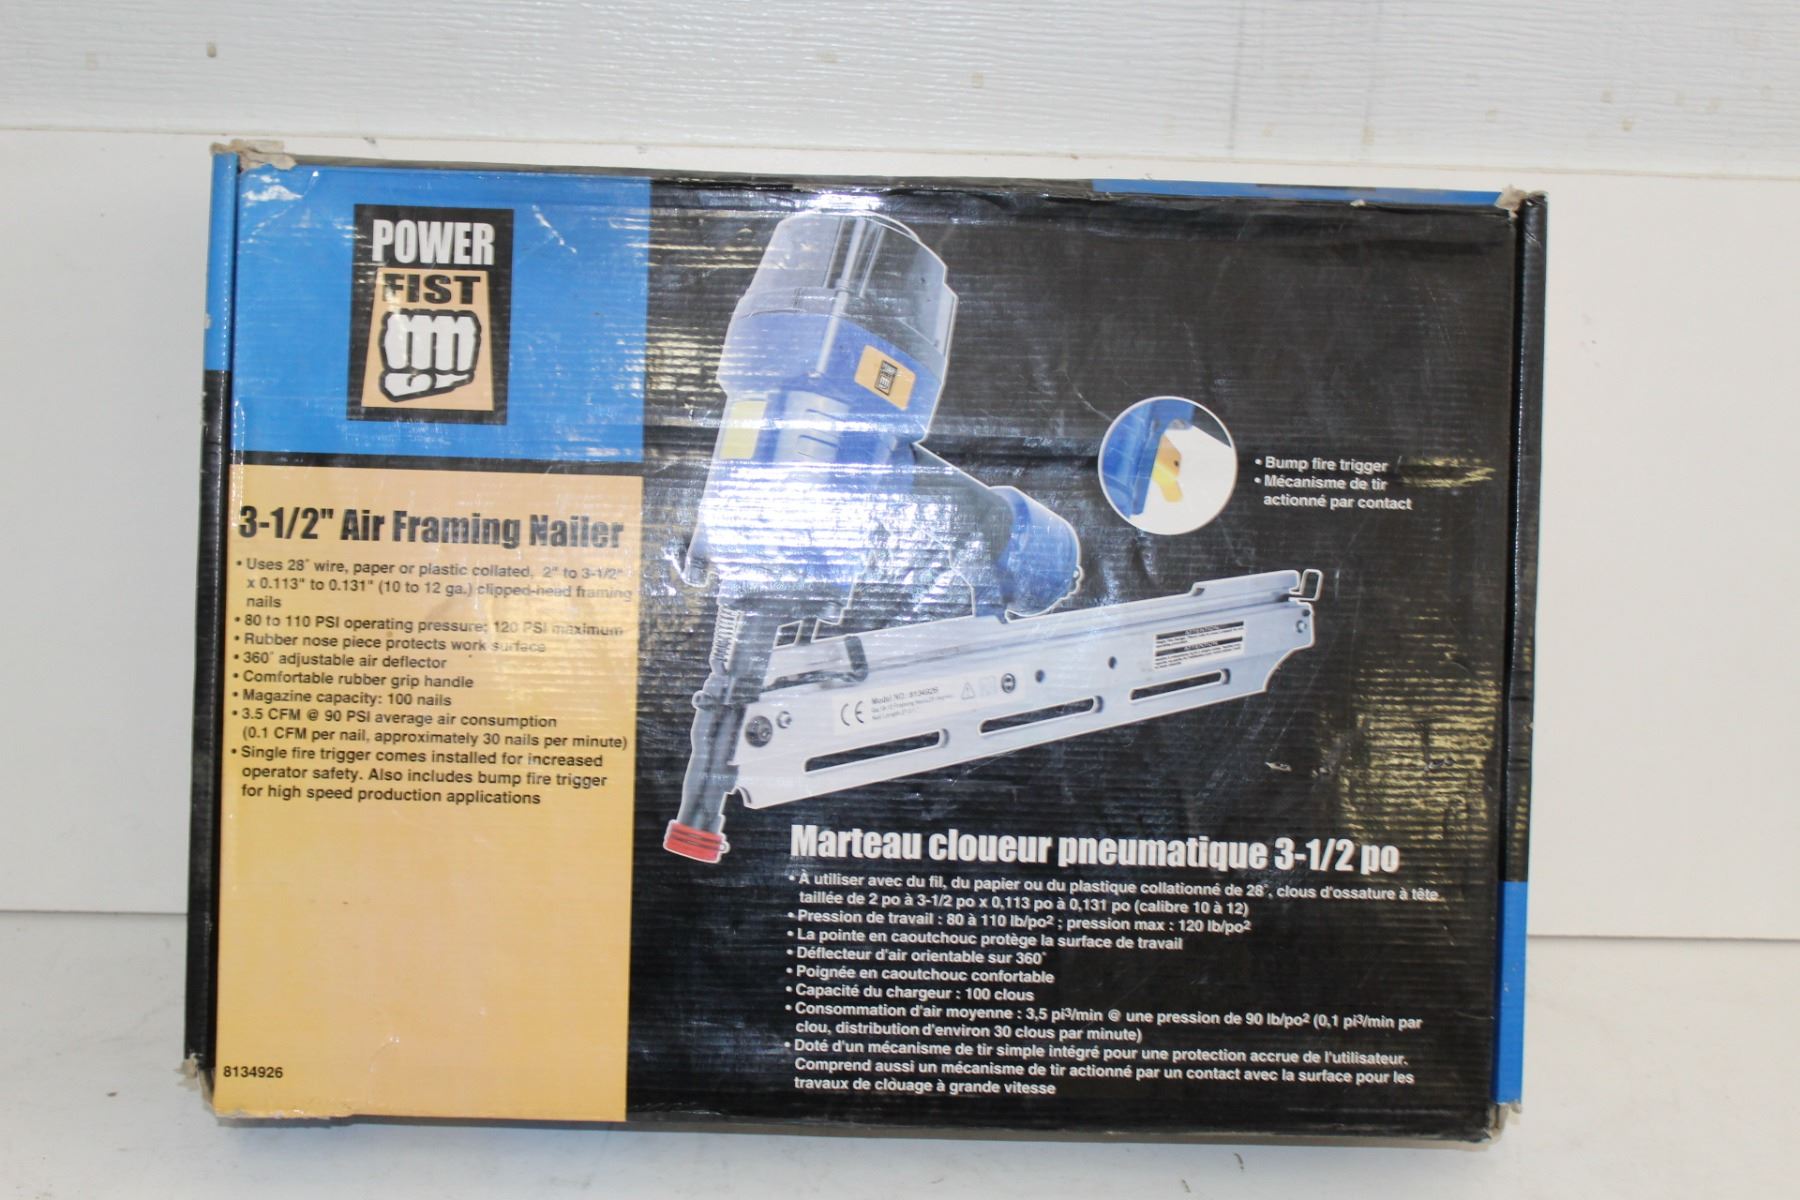 POWER
FIST
3-1/2" Air Framing Nailer
• Uses 28° wire, paper or plastic collated, 2" to 3-1/2"
x 0.113" to 0.131" (10 to 12 ga.) clipped-head framing
nails
• 80 to 110 PSI operating pressure; 120 PSI maximum
• Rubber nose piece protects work surface
• 360° adjustable air deflector
• Comfortable rubber grip handle
• Magazine capacity: 100 nails
• 3.5 CFM @ 90 PSI average air consumption
(0.1 CFM per nail, approximately 30 nails per minute)
• Single fire trigger comes installed for increased
operator safety. Also includes bump fire trigger
for high speed production applications
8134926
• Bump fire trigger
• Mécanisme de tir
actionné par contact
ATTENTION
ATTENTION
CE
Model NO.: 8134926
Marteau cloueur pneumatique 3-1/2 po
• À utiliser avec du fil, du papier ou du plastique collationné de 28°, clous d'ossature à tête
taillée de 2 po à 3-1/2 po x 0,113 po à 0,131 po (calibre 10 à 12)
• Pression de travail : 80 à 110 lb/po² ; pression max : 120 lb/po²
• La pointe en caoutchouc protège la surface de travail
• Déflecteur d'air orientable sur 360°
• Poignée en caoutchouc confortable
• Capacité du chargeur : 100 clous
• Consommation d'air moyenne : 3,5 pi³/min @ une pression de 90 lb/po² (0,1 pi³/min par
clou, distribution d'environ 30 clous par minute)
• Doté d'un mécanisme de tir simple intégré pour une protection accrue de l'utilisateur.
Comprend aussi un mécanisme de tir actionné par un contact avec la surface pour les
travaux de clouage à grande vitesse